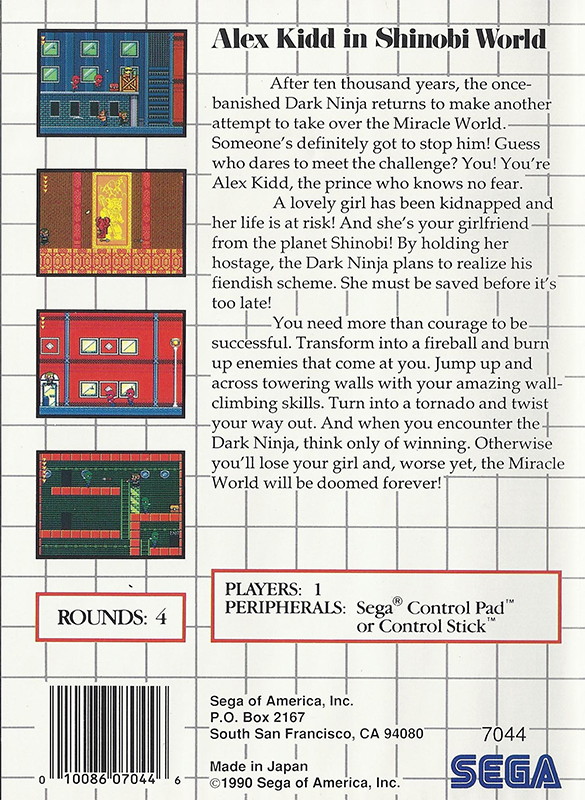 Alex Kidd in Shinobi World
After ten thousand years, the once-
banished Dark Ninja returns to make another
attempt to take over the Miracle World.
Someone's definitely got to stop him! Guess
who dares to meet the challenge? You! You're
Alex Kidd, the prince who knows no fear.
A lovely girl has been kidnapped and
her life is at risk! And she's your girlfriend
from the planet Shinobi! By holding her
hostage, the Dark Ninja plans to realize his
fiendish scheme. She must be saved before it's
too late!
You need more than courage to be
successful. Transform into a fireball and burn
up enemies that come at you. Jump up and
across towering walls with your amazing wall-
climbing skills. Turn into a tornado and twist
your way out. And when you encounter the
Dark Ninja, think only of winning. Otherwise
you'll lose your girl and, worse yet, the Miracle
World will be doomed forever!
ROUNDS: 4
PLAYERS: 1
PERIPHERALS: Sega® Control Pad™
or Control Stick™
Sega of America, Inc.
P.O. Box 2167
South San Francisco, CA 94080
7044
Made in Japan
©1990 Sega of America, Inc.
SEGA
0 10086 07044 6